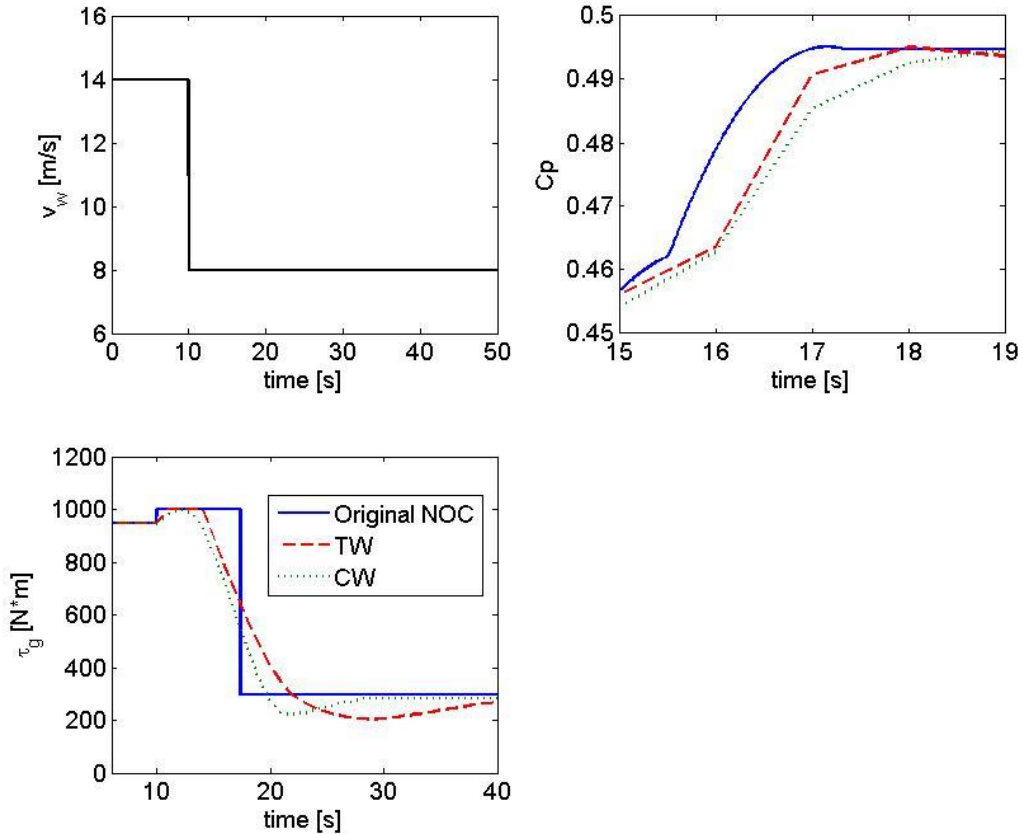 16
14
12
10
8
6
v_w [m/s]
0 10 20 30 40 50
time [s]
0.5
0.49
0.48
0.47
0.46
0.45
Cp
15 16 17 18 19
time [s]
1200
1000
800
600
400
200
0
τ_g [N*m]
Original NOC
TW
CW
10 20 30 40
time [s]